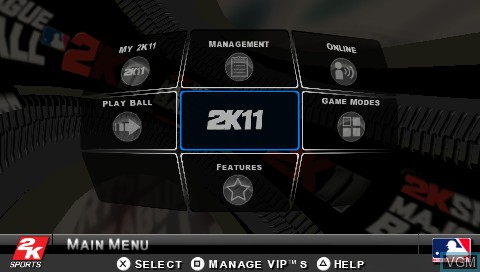 My 2K11
Management
Online
2K11
Play Ball
Game Modes
2K11
Features
2K
SPORTS
Main Menu
Select
Manage VIP™s
Help
VGM